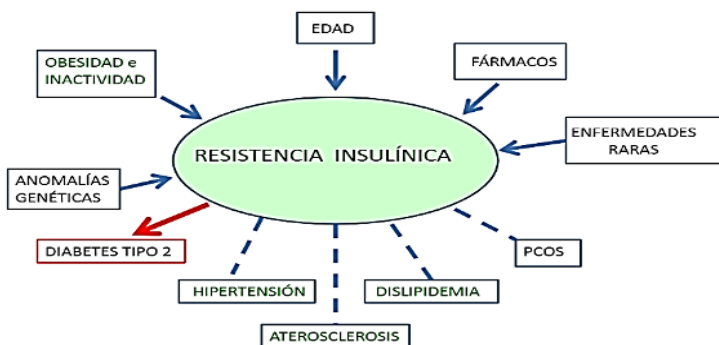 EDAD
OBESIDAD e
INACTIVIDAD
FÁRMACOS
RESISTENCIA INSULÍNICA
ENFERMEDADES
RARAS
ANOMALÍAS
GENÉTICAS
DIABETES TIPO 2
PCOS
HIPERTENSIÓN
DISLIPIDEMIA
ATEROSCLEROSIS